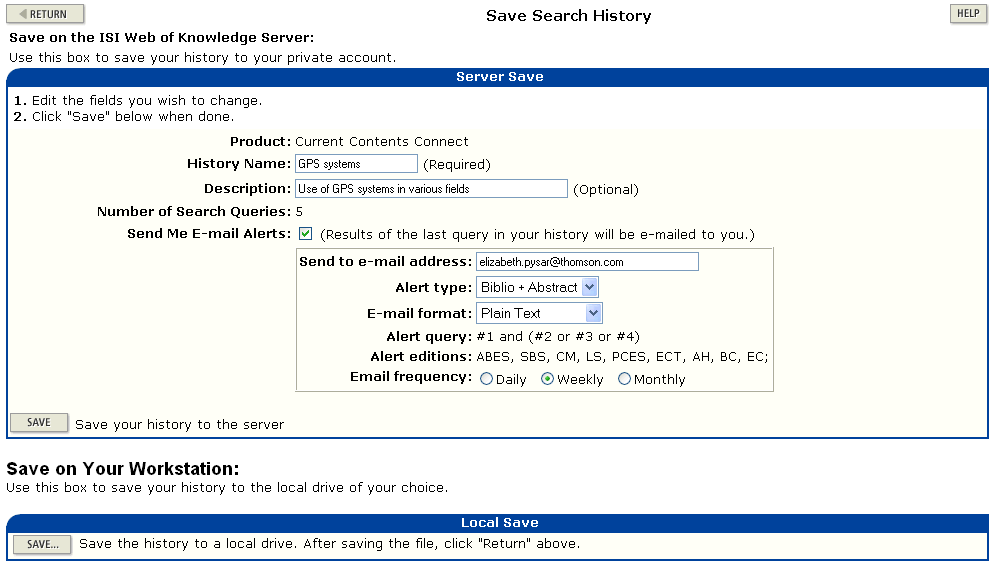 RETURN
Save Search History
HELP
Save on the ISI Web of Knowledge Server:
Use this box to save your history to your private account.
Server Save
1. Edit the fields you wish to change.
2. Click "Save" below when done.
Product: Current Contents Connect
History Name: GPS systems (Required)
Description: Use of GPS systems in various fields (Optional)
Number of Search Queries: 5
Send Me E-mail Alerts: (Results of the last query in your history will be e-mailed to you.)
Send to e-mail address: elizabeth.pysar@thomson.com
Alert type: Biblio + Abstract
E-mail format: Plain Text
Alert query: #1 and (#2 or #3 or #4)
Alert editions: ABES, SBS, CM, LS, PCES, ECT, AH, BC, EC;
Email frequency: Daily Weekly Monthly
SAVE Save your history to the server
Save on Your Workstation:
Use this box to save your history to the local drive of your choice.
Local Save
SAVE... Save the history to a local drive. After saving the file, click "Return" above.